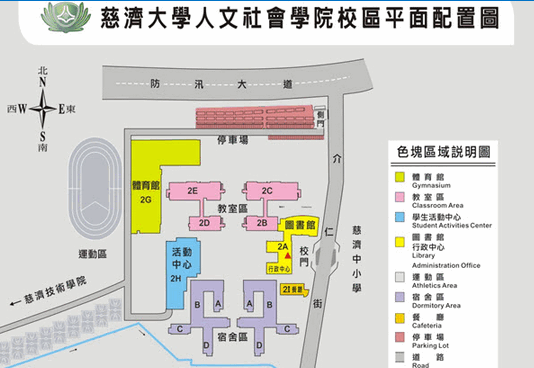 慈濟大學人文社會學院校區平面配置圖
北
N
西W E東
S
南
防汛大道
側門
停車場
介仁街
體育館
2G
2E
2C
教室區
2D
2B
圖書館
2A
行政中心
校門
慈濟中小學
運動區
活動
中心
2H
21餐廳
慈濟技術學院
B
A
A
B
C
C
D
D
宿舍區
色塊區域說明圖
體育館
Gymnasium
教室區
Classroom Area
學生活動中心
Student Activities Center
圖書館
行政中心
Library
Administration Office
運動區
Athletics Area
宿舍區
Dormitory Area
餐廳
Cafeteria
停車場
Parking Lot
道路
Road